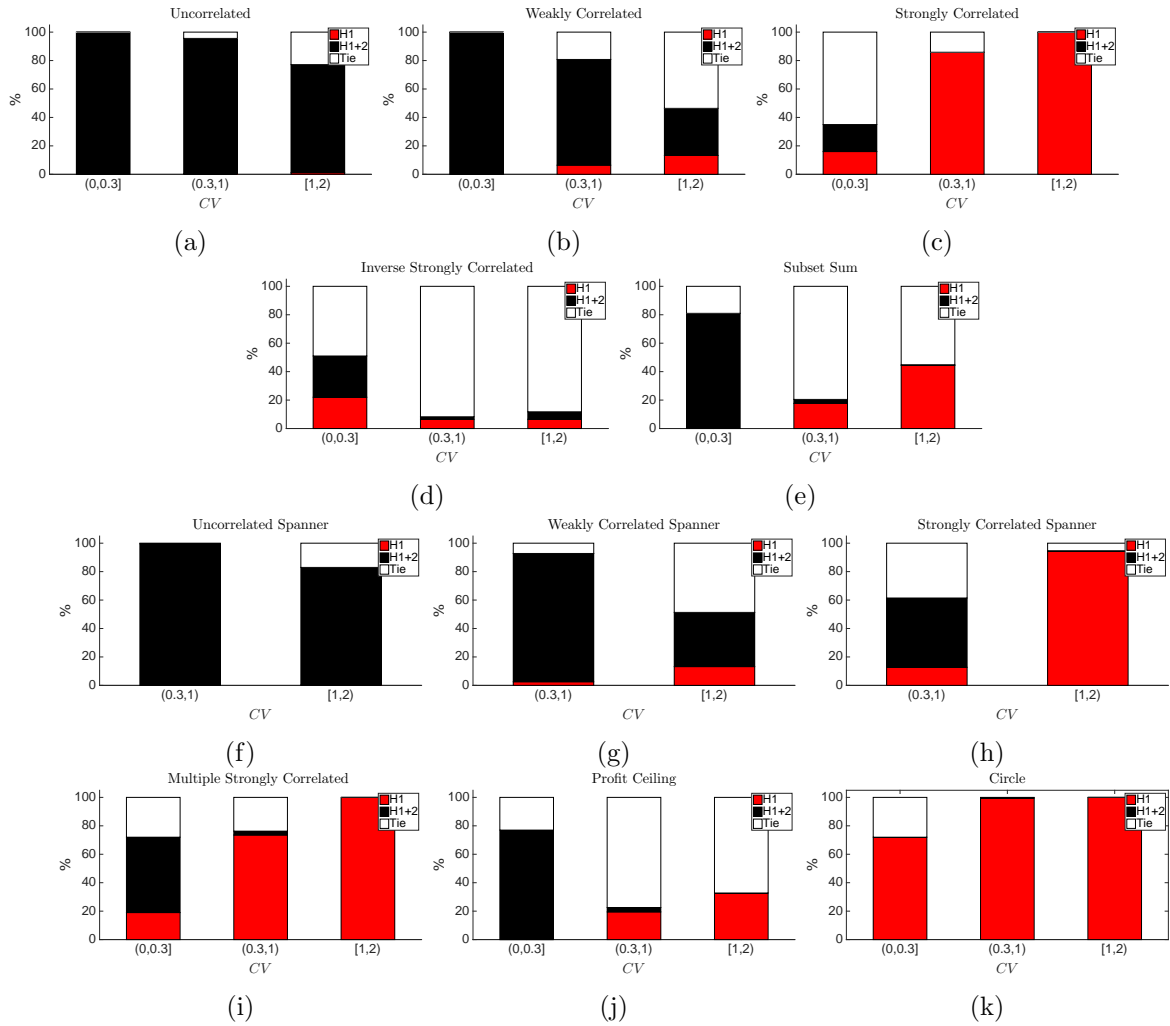 Uncorrelated
100
80
60
40
20
0
%
H1
H1+2
Tie
(0,0.3]
(0.3,1)
[1,2)
CV
(a)
Weakly Correlated
100
80
60
40
20
0
%
H1
H1+2
Tie
(0,0.3]
(0.3,1)
[1,2)
CV
(b)
Strongly Correlated
100
80
60
40
20
0
%
H1
H1+2
Tie
(0,0.3]
(0.3,1)
[1,2)
CV
(c)
Inverse Strongly Correlated
100
80
60
40
20
0
%
H1
H1+2
Tie
(0,0.3]
(0.3,1)
[1,2)
CV
(d)
Subset Sum
100
80
60
40
20
0
%
H1
H1+2
Tie
(0,0.3]
(0.3,1)
[1,2)
CV
(e)
Uncorrelated Spanner
100
80
60
40
20
0
%
H1
H1+2
Tie
(0.3,1)
[1,2)
CV
(f)
Weakly Correlated Spanner
100
80
60
40
20
0
%
H1
H1+2
Tie
(0.3,1)
[1,2)
CV
(g)
Strongly Correlated Spanner
100
80
60
40
20
0
%
H1
H1+2
Tie
(0.3,1)
[1,2)
CV
(h)
Multiple Strongly Correlated
100
80
60
40
20
0
%
H1
H1+2
Tie
(0,0.3]
(0.3,1)
[1,2)
CV
(i)
Profit Ceiling
100
80
60
40
20
0
%
H1
H1+2
Tie
(0,0.3]
(0.3,1)
[1,2)
CV
(j)
Circle
100
80
60
40
20
0
%
H1
H1+2
Tie
(0,0.3]
(0.3,1)
[1,2)
CV
(k)